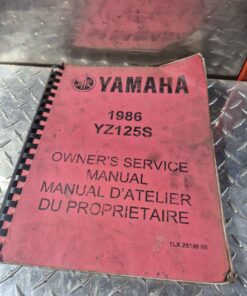 YAMAHA
1986
YZ125S
OWNER'S SERVICE
MANUAL
MANUAL D'ATELIER
DU PROPRIETAIRE